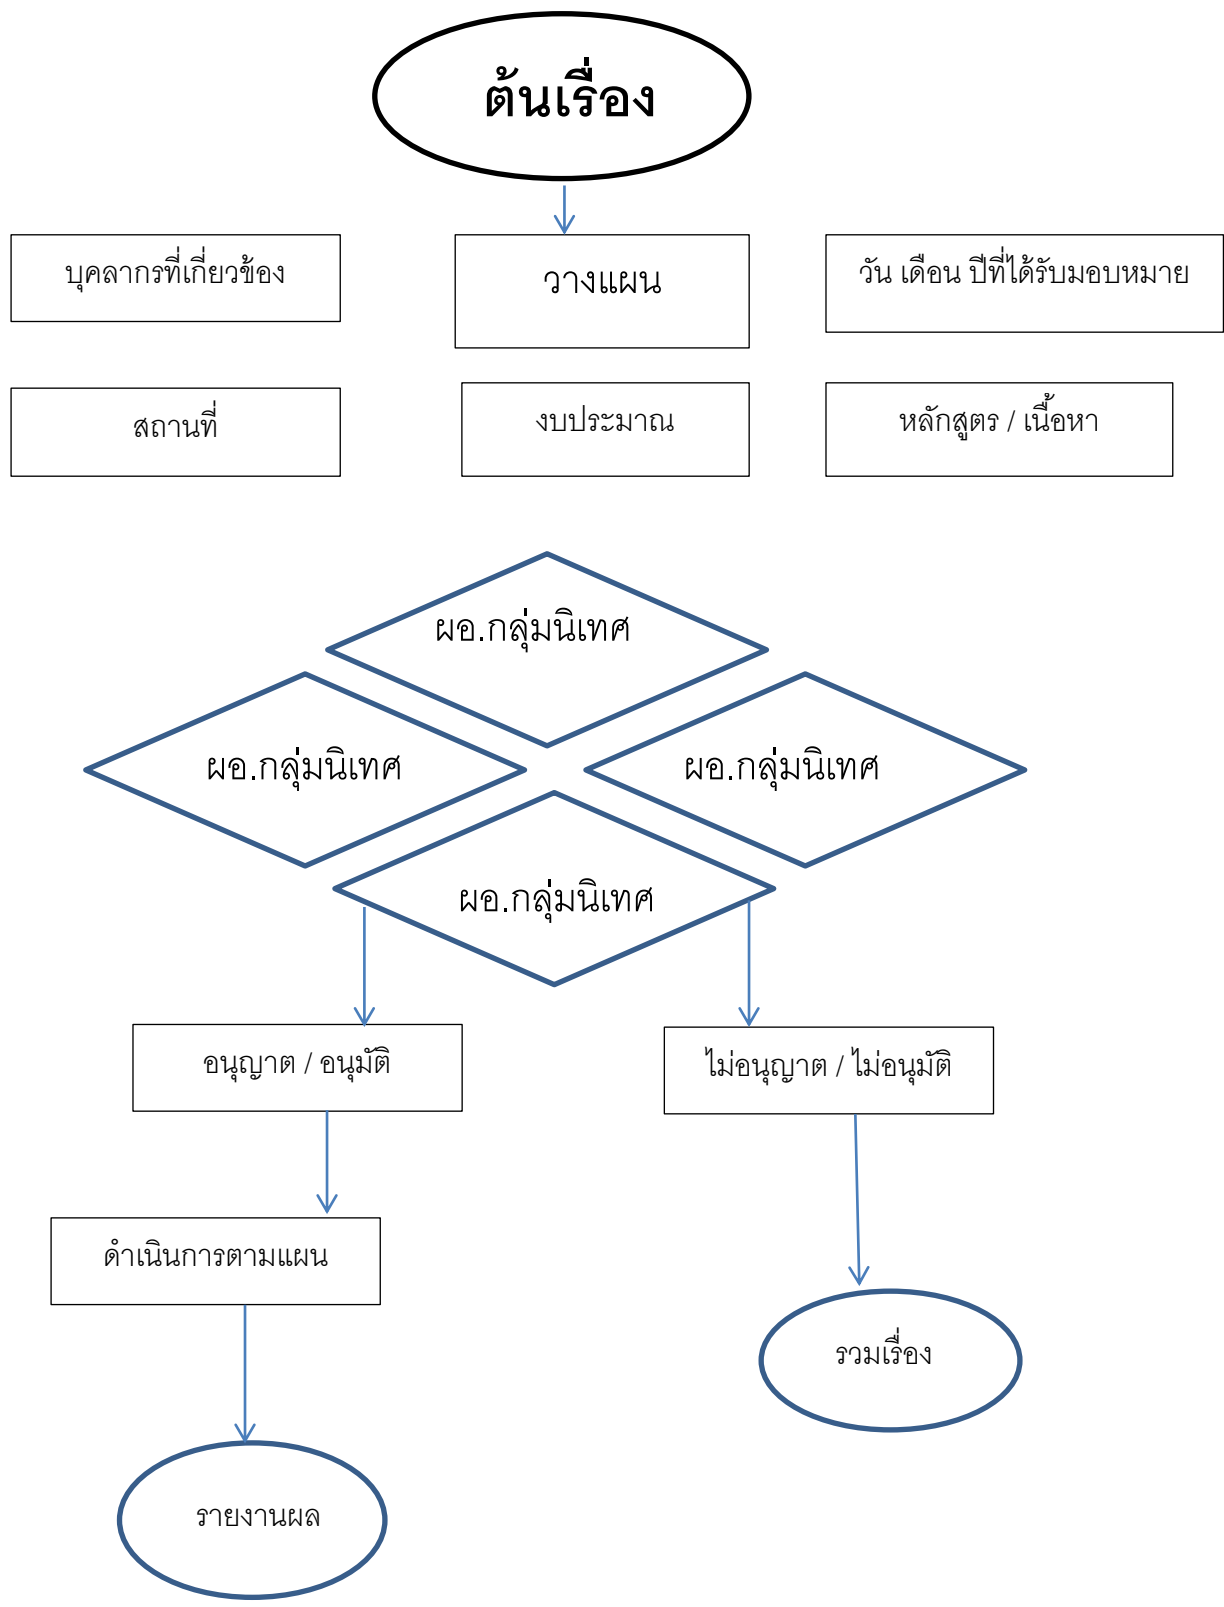 ต้นเรื่อง
บุคลากรที่เกี่ยวข้อง
วางแผน
วัน เดือน ปีที่ได้รับมอบหมาย
สถานที่
งบประมาณ
หลักสูตร / เนื้อหา
ผอ.กลุ่มนิเทศ
ผอ.กลุ่มนิเทศ
ผอ.กลุ่มนิเทศ
ผอ.กลุ่มนิเทศ
อนุญาต / อนุมัติ
ไม่อนุญาต / ไม่อนุมัติ
ดำเนินการตามแผน
รวมเรื่อง
รายงานผล